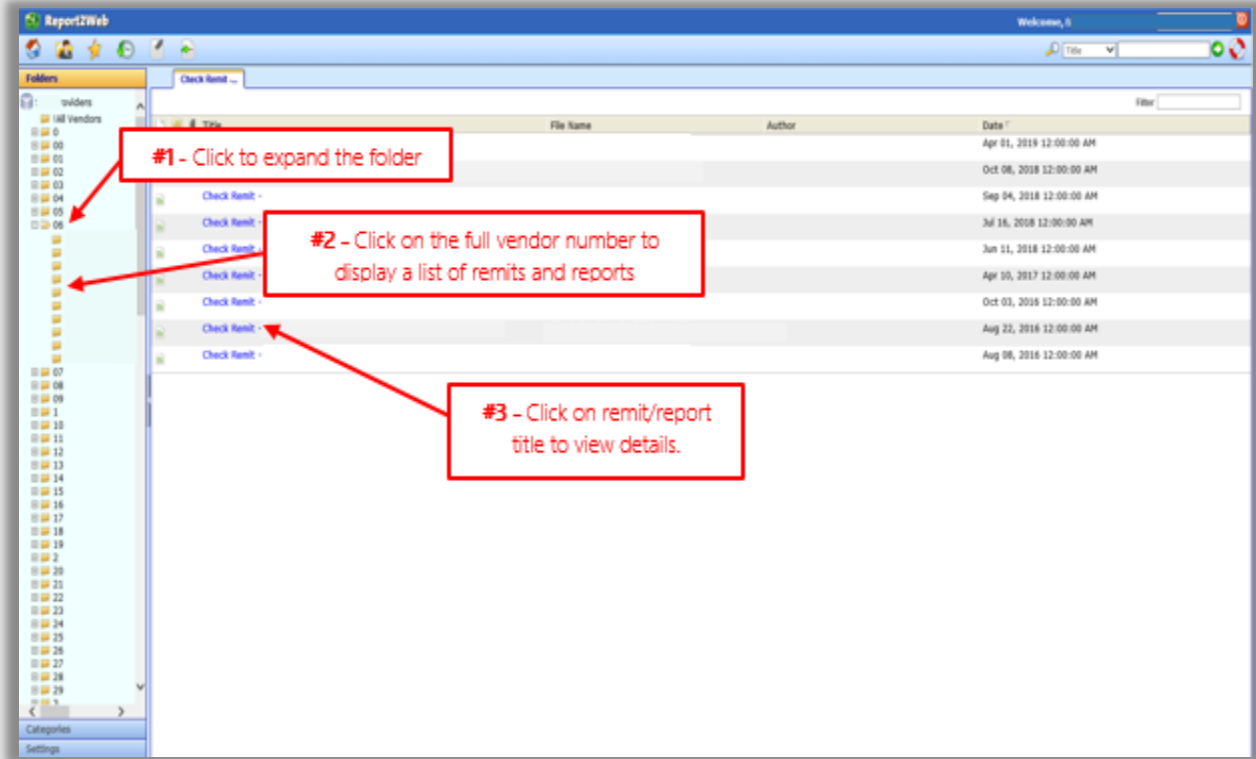 Report2Web
Welcome,
Title
Folders
Check Remit ...
oviders
Filter
!All Vendors
Title
File Name
Author
Date
0
00
01
02
03
04
05
06
#1 - Click to expand the folder
Apr 01, 2019 12:00:00 AM
Oct 08, 2018 12:00:00 AM
Check Remit -
Sep 04, 2018 12:00:00 AM
Check Remit -
Jul 16, 2018 12:00:00 AM
#2 - Click on the full vendor number to
display a list of remits and reports
Check Remit -
Jun 11, 2018 12:00:00 AM
Check Remit -
Apr 10, 2017 12:00:00 AM
Check Remit -
Oct 03, 2016 12:00:00 AM
Check Remit -
Aug 22, 2016 12:00:00 AM
Check Remit -
Aug 08, 2016 12:00:00 AM
#3 - Click on remit/report
title to view details.
07
08
09
1
10
11
12
13
14
15
16
17
18
19
2
20
21
22
23
24
25
26
27
28
29
Categories
Settings